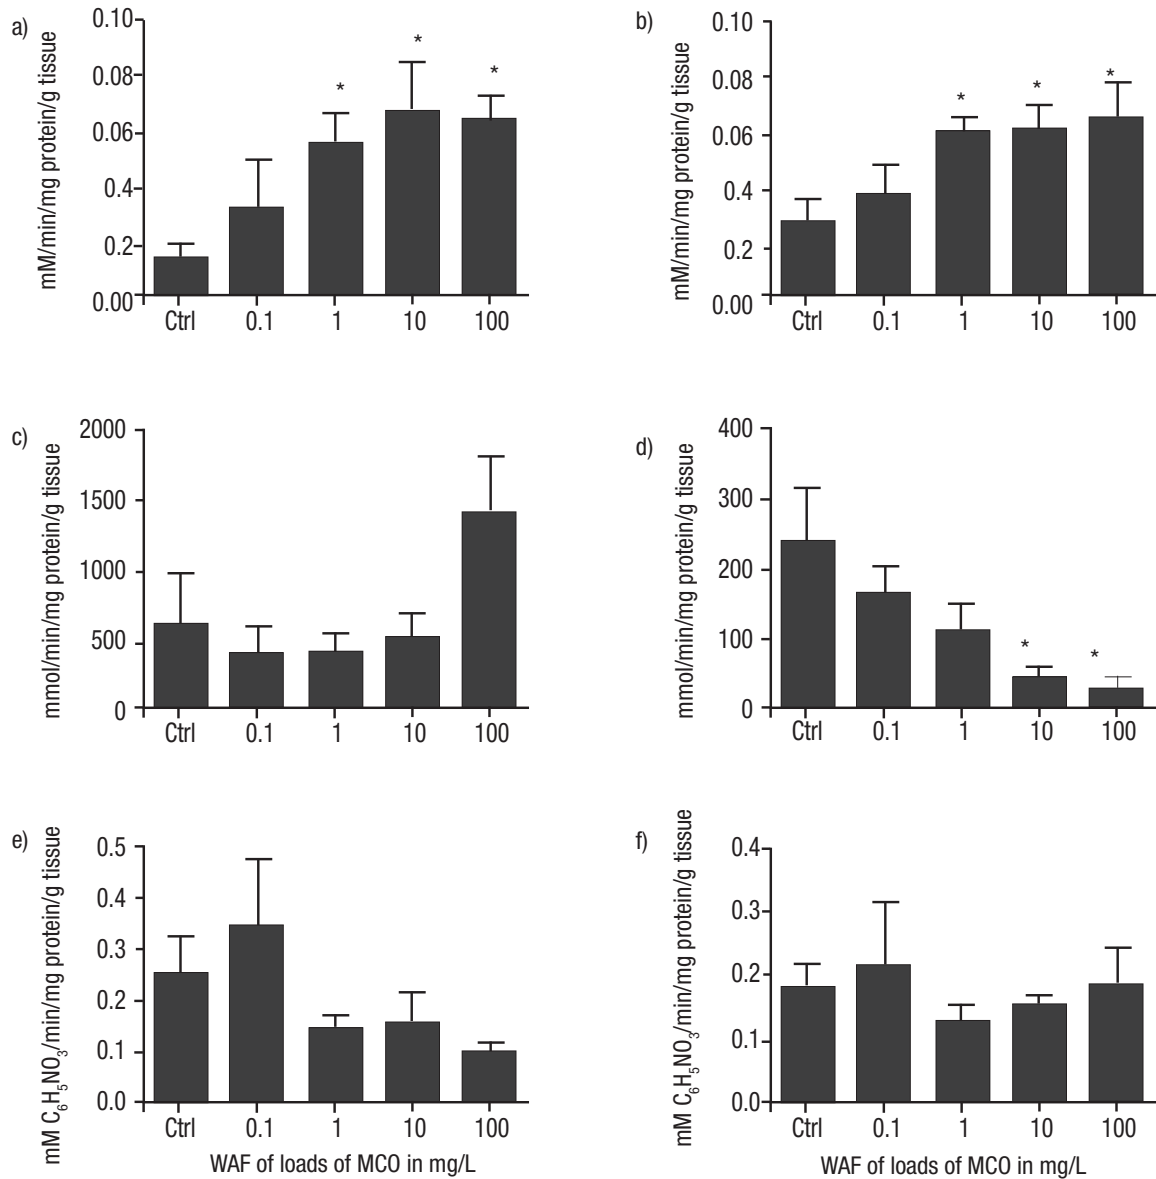 a)
mM/min/mg protein/g tissue
0.10
0.08
0.06
0.4
0.2
0.00
*
*
*
Ctrl 0.1 1 10 100
b)
mM/min/mg protein/g tissue
0.10
0.08
0.06
0.4
0.2
0.00
*
*
*
Ctrl 0.1 1 10 100
c)
mmol/min/mg protein/g tissue
2000
1500
1000
500
0
Ctrl 0.1 1 10 100
d)
mmol/min/mg protein/g tissue
400
300
200
100
0
*
*
Ctrl 0.1 1 10 100
e)
mM C₆H₅NO₃/min/mg protein/g tissue
0.5
0.4
0.3
0.2
0.1
0.0
Ctrl 0.1 1 10 100
WAF of loads of MCO in mg/L
f)
mM C₆H₅NO₃/min/mg protein/g tissue
0.4
0.3
0.2
0.1
0.0
Ctrl 0.1 1 10 100
WAF of loads of MCO in mg/L